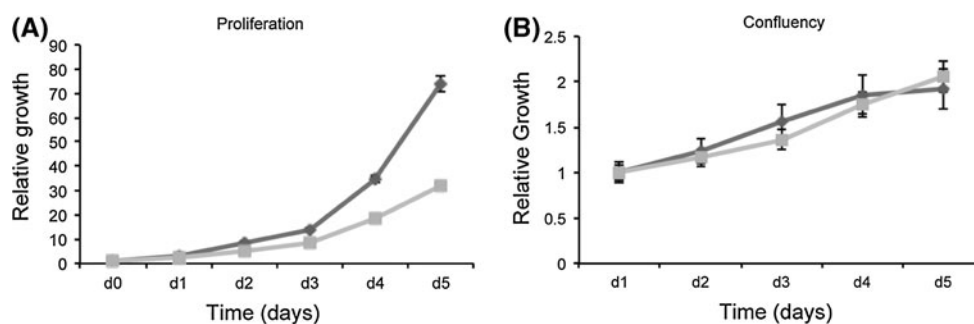 (A) Proliferation
90
80
70
60
50
40
30
20
10
0
Relative growth
d0 d1 d2 d3 d4 d5
Time (days)
(B) Confluency
2.5
2
1.5
1
0.5
0
Relative Growth
d1 d2 d3 d4 d5
Time (days)